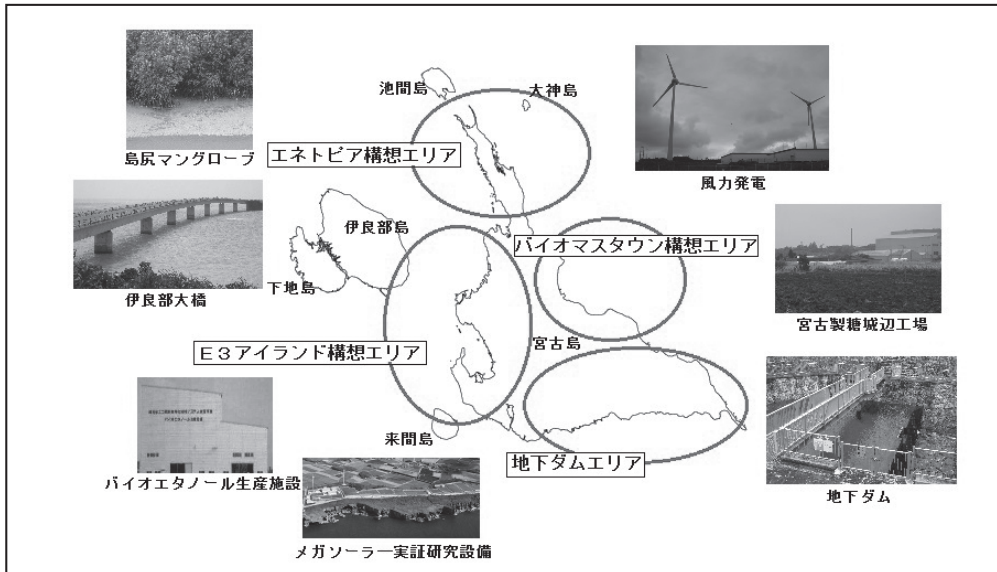 池間島
大神島
島尻マングローブ
エネトピア構想エリア
風力発電
伊良部島
バイオマスタウン構想エリア
下地島
伊良部大橋
宮古製糖城辺工場
E3アイランド構想エリア
宮古島
来間島
地下ダムエリア
バイオエタノール生産施設
地下ダム
メガソーラー実証研究設備